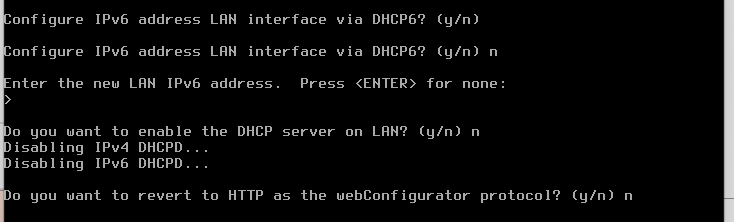 Configure IPv6 address LAN interface via DHCP6? (y/n)
Configure IPv6 address LAN interface via DHCP6? (y/n) n
Enter the new LAN IPv6 address.  Press <ENTER> for none:
>
Do you want to enable the DHCP server on LAN? (y/n) n
Disabling IPv4 DHCPD...
Disabling IPv6 DHCPD...
Do you want to revert to HTTP as the webConfigurator protocol? (y/n) n